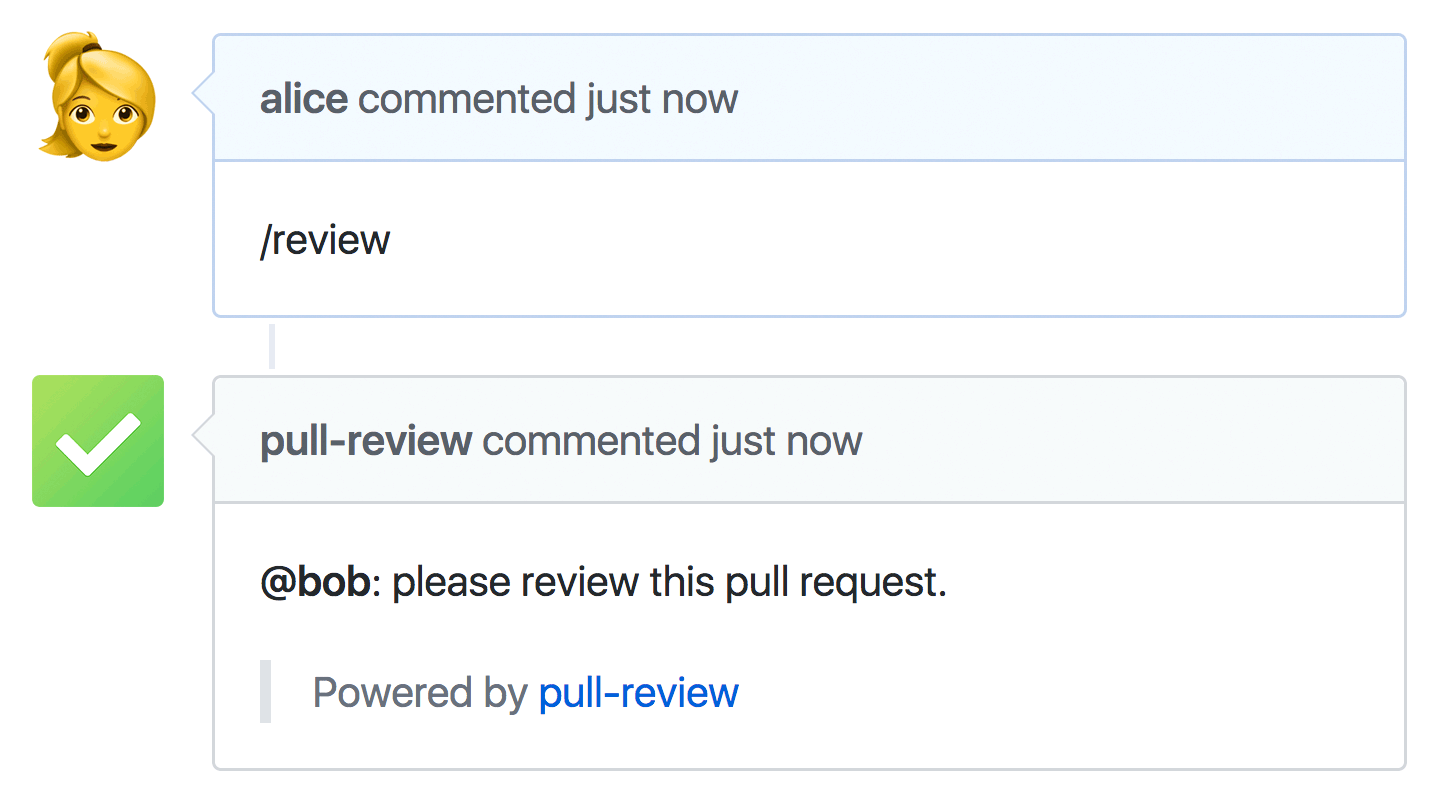 alice commented just now
/review
pull-review commented just now
@bob: please review this pull request.
Powered by pull-review